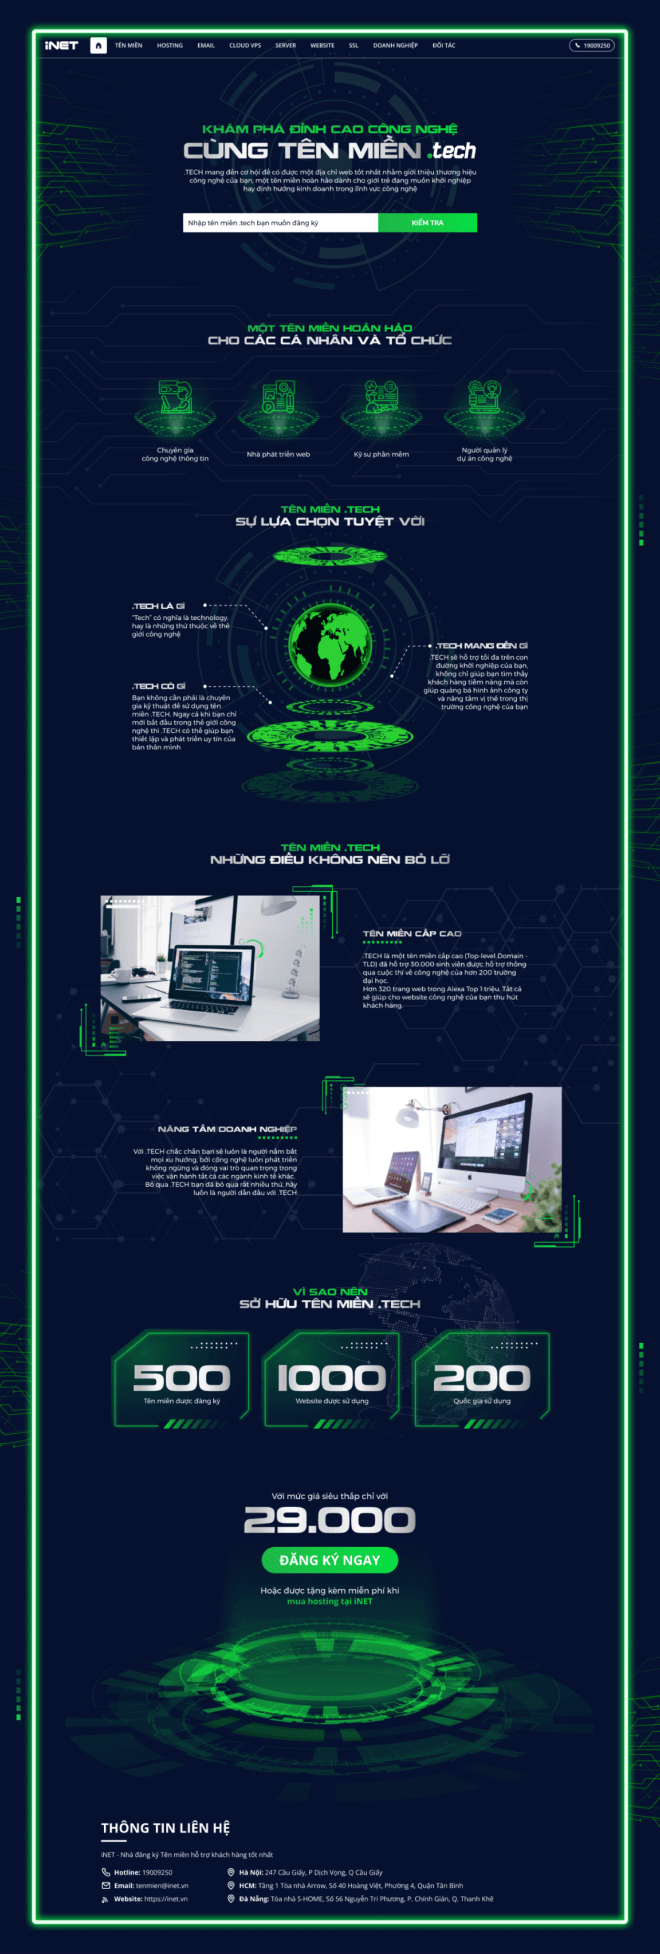 iNET
TÊN MIỀN HOSTING EMAIL CLOUD VPS SERVER WEBSITE SSL DOANH NGHIỆP ĐỐI TÁC 19009250
KHÁM PHÁ ĐỈNH CAO CÔNG NGHỆ
CÙNG TÊN MIỀN .tech
.TECH mang đến cơ hội để có được một địa chỉ web tốt nhất nhằm giới thiệu thương hiệu
công nghệ của bạn, một tên miền hoàn hảo dành cho giới trẻ đang muốn khởi nghiệp
hay định hướng kinh doanh trong lĩnh vực công nghệ
Nhập tên miền .tech bạn muốn đăng ký
KIỂM TRA
MỘT TÊN MIỀN HOÀN HẢO
CHO CÁC CÁ NHÂN VÀ TỔ CHỨC
Chuyên gia
công nghệ thông tin
Nhà phát triển web
Kỹ sư phần mềm
Người quản lý
dự án công nghệ
TÊN MIỀN .TECH
SỰ LỰA CHỌN TUYỆT VỜI
.TECH LÀ GÌ
"Tech" có nghĩa là technology,
hay là những thứ thuộc về thế
giới công nghệ
.TECH MANG ĐẾN GÌ
.TECH sẽ hỗ trợ tối đa trên con
đường khởi nghiệp của bạn,
không chỉ giúp bạn tìm thấy
khách hàng tiềm năng mà còn
giúp quảng bá hình ảnh công ty
và nâng tầm vị thế trong thị
trường công nghệ của bạn
.TECH CÓ GÌ
Bạn không cần phải là chuyên
gia kỹ thuật để sử dụng tên
miền .TECH. Ngay cả khi bạn chỉ
mới bắt đầu trong thế giới công
nghệ thì .TECH có thể giúp bạn
thiết lập và phát triển uy tín của
bản thân mình
TÊN MIỀN .TECH
NHỮNG ĐIỀU KHÔNG NÊN BỎ LỠ
TÊN MIỀN CẤP CAO
.TECH là một tên miền cấp cao (Top-level Domain -
TLD) đã hỗ trợ 30.000 sinh viên được hỗ trợ thông
qua cuộc thi về công nghệ của hơn 200 trường
đại học.
Hơn 320 trang web trong Alexa Top 1 triệu. Tất cả
sẽ giúp cho website công nghệ của bạn thu hút
khách hàng.
NÂNG TẦM DOANH NGHIỆP
Với .TECH chắc chắn bạn sẽ luôn là người nắm bắt
mọi xu hướng, bởi công nghệ luôn phát triển
không ngừng và đóng vai trò quan trọng trong
việc vận hành tất cả các ngành kinh tế khác.
Bỏ qua .TECH bạn đã bỏ qua rất nhiều thứ, hãy
luôn là người dẫn đầu với .TECH
VÌ SAO NÊN
SỞ HỮU TÊN MIỀN .TECH
500
Tên miền được đăng ký
1000
Website được sử dụng
200
Quốc gia sử dụng
Với mức giá siêu thấp chỉ với
29.000
ĐĂNG KÝ NGAY
Hoặc được tặng kèm miễn phí khi
mua hosting tại iNET
THÔNG TIN LIÊN HỆ
iNET - Nhà đăng ký Tên miền hỗ trợ khách hàng tốt nhất
Hotline: 19009250
Email: tenmien@inet.vn
Website: https://inet.vn
Hà Nội: 247 Cầu Giấy, P Dịch Vọng, Q Cầu Giấy
HCM: Tầng 1 Tòa nhà Arrow, Số 40 Hoàng Việt, Phường 4, Quận Tân Bình
Đà Nẵng: Tòa nhà S-HOME, Số 56 Nguyễn Tri Phương, P. Chính Gián, Q. Thanh Khê